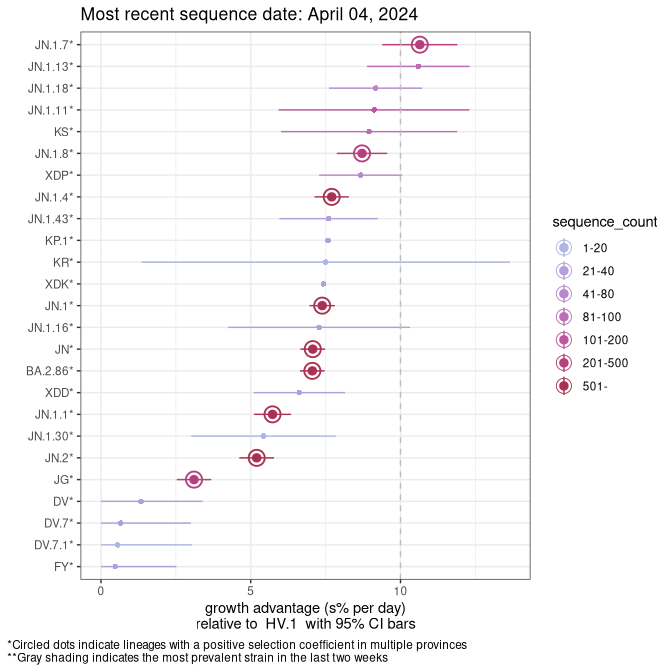 Most recent sequence date: April 04, 2024
JN.1.7*
JN.1.13*
JN.1.18*
JN.1.11*
KS*
JN.1.8*
XDP*
JN.1.4*
JN.1.43*
KP.1*
KR*
XDK*
JN.1*
JN.1.16*
JN*
BA.2.86*
XDD*
JN.1.1*
JN.1.30*
JN.2*
JG*
DV*
DV.7*
DV.7.1*
FY*
0 5 10
growth advantage (s% per day)
relative to HV.1 with 95% CI bars
sequence_count
1-20
21-40
41-80
81-100
101-200
201-500
501-
*Circled dots indicate lineages with a positive selection coefficient in multiple provinces
**Gray shading indicates the most prevalent strain in the last two weeks